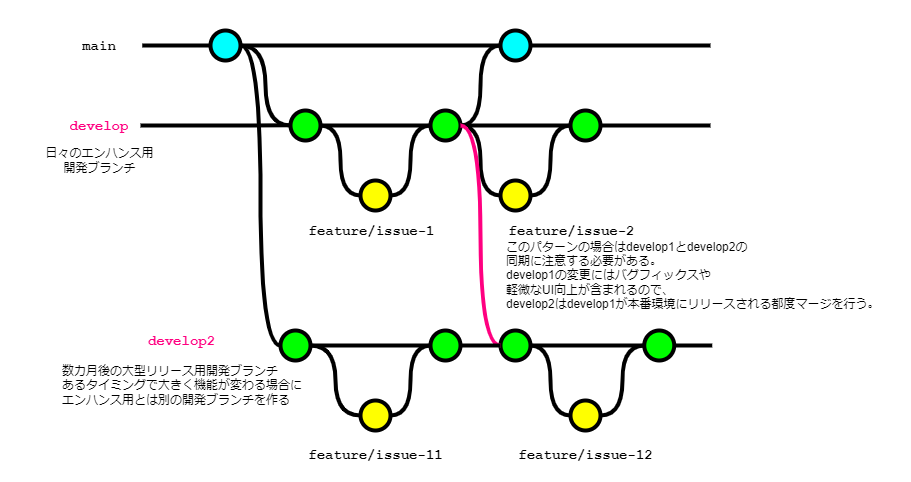 main
develop
日々のエンハンス用
開発ブランチ
feature/issue-1
feature/issue-2
このパターンの場合はdevelop1とdevelop2の
同期に注意する必要がある。
develop1の変更にはバグフィックスや
軽微なUI向上が含まれるので、
develop2はdevelop1が本番環境にリリースされる都度マージを行う。
develop2
数カ月後の大型リリース用開発ブランチ
あるタイミングで大きく機能が変わる場合に
エンハンス用とは別の開発ブランチを作る
feature/issue-11
feature/issue-12